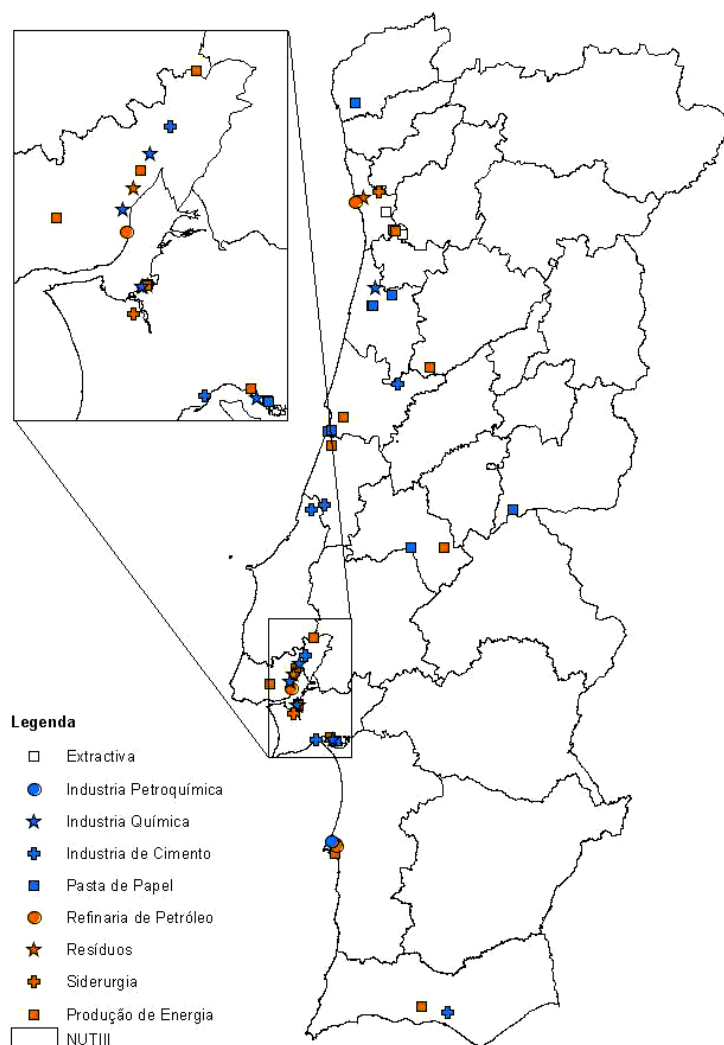 Legenda
Extractiva
Industria Petroquímica
Industria Química
Industria de Cimento
Pasta de Papel
Refinaria de Petróleo
Resíduos
Siderurgia
Produção de Energia
NUTIII